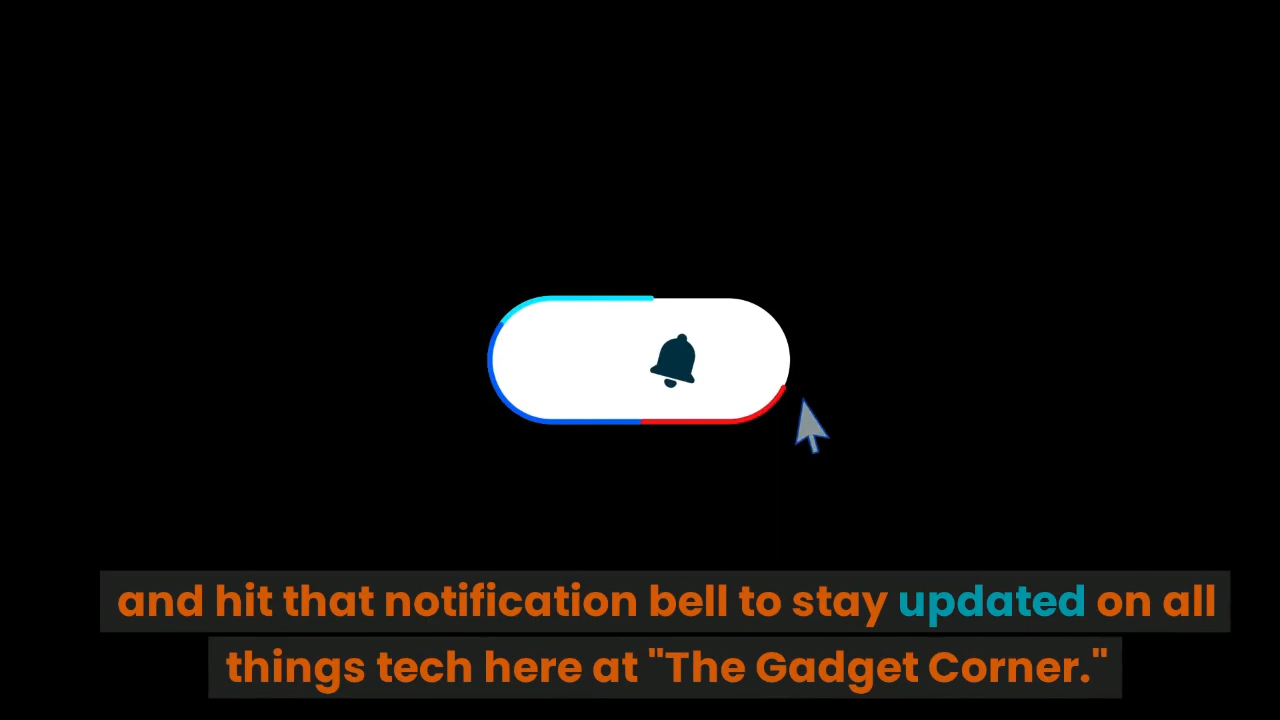 and hit that notification bell to stay updated on all
things tech here at "The Gadget Corner."